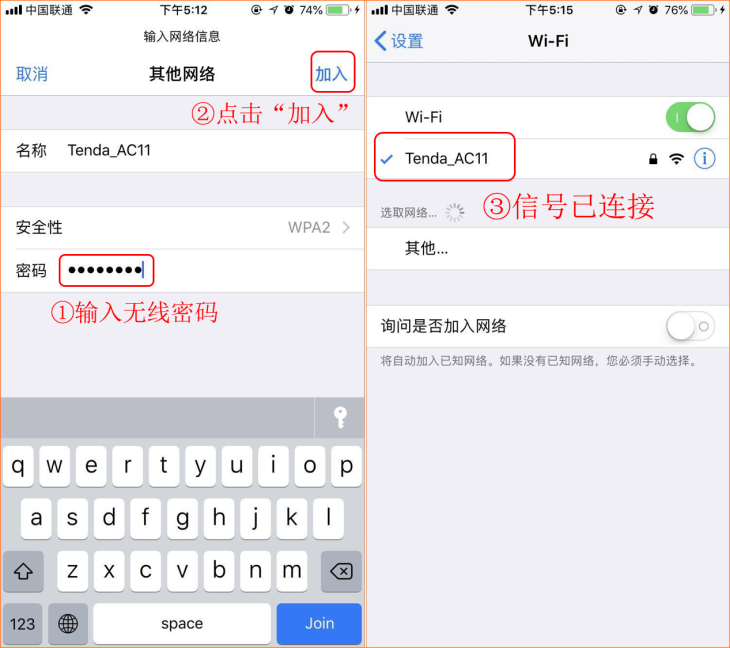 中国联通 下午5:12 74%
输入网络信息
取消 其他网络 加入
②点击“加入”
名称 Tenda_AC11
安全性 WPA2
密码 ●●●●●●●●
①输入无线密码
q w e r t y u i o p
a s d f g h j k l
z x c v b n m
123 space Join
中国联通 下午5:15 76%
设置 Wi-Fi
Wi-Fi
Tenda_AC11
选取网络...
③信号已连接
其他...
询问是否加入网络
将自动加入已知网络。如果没有已知网络，您必须手动选择。